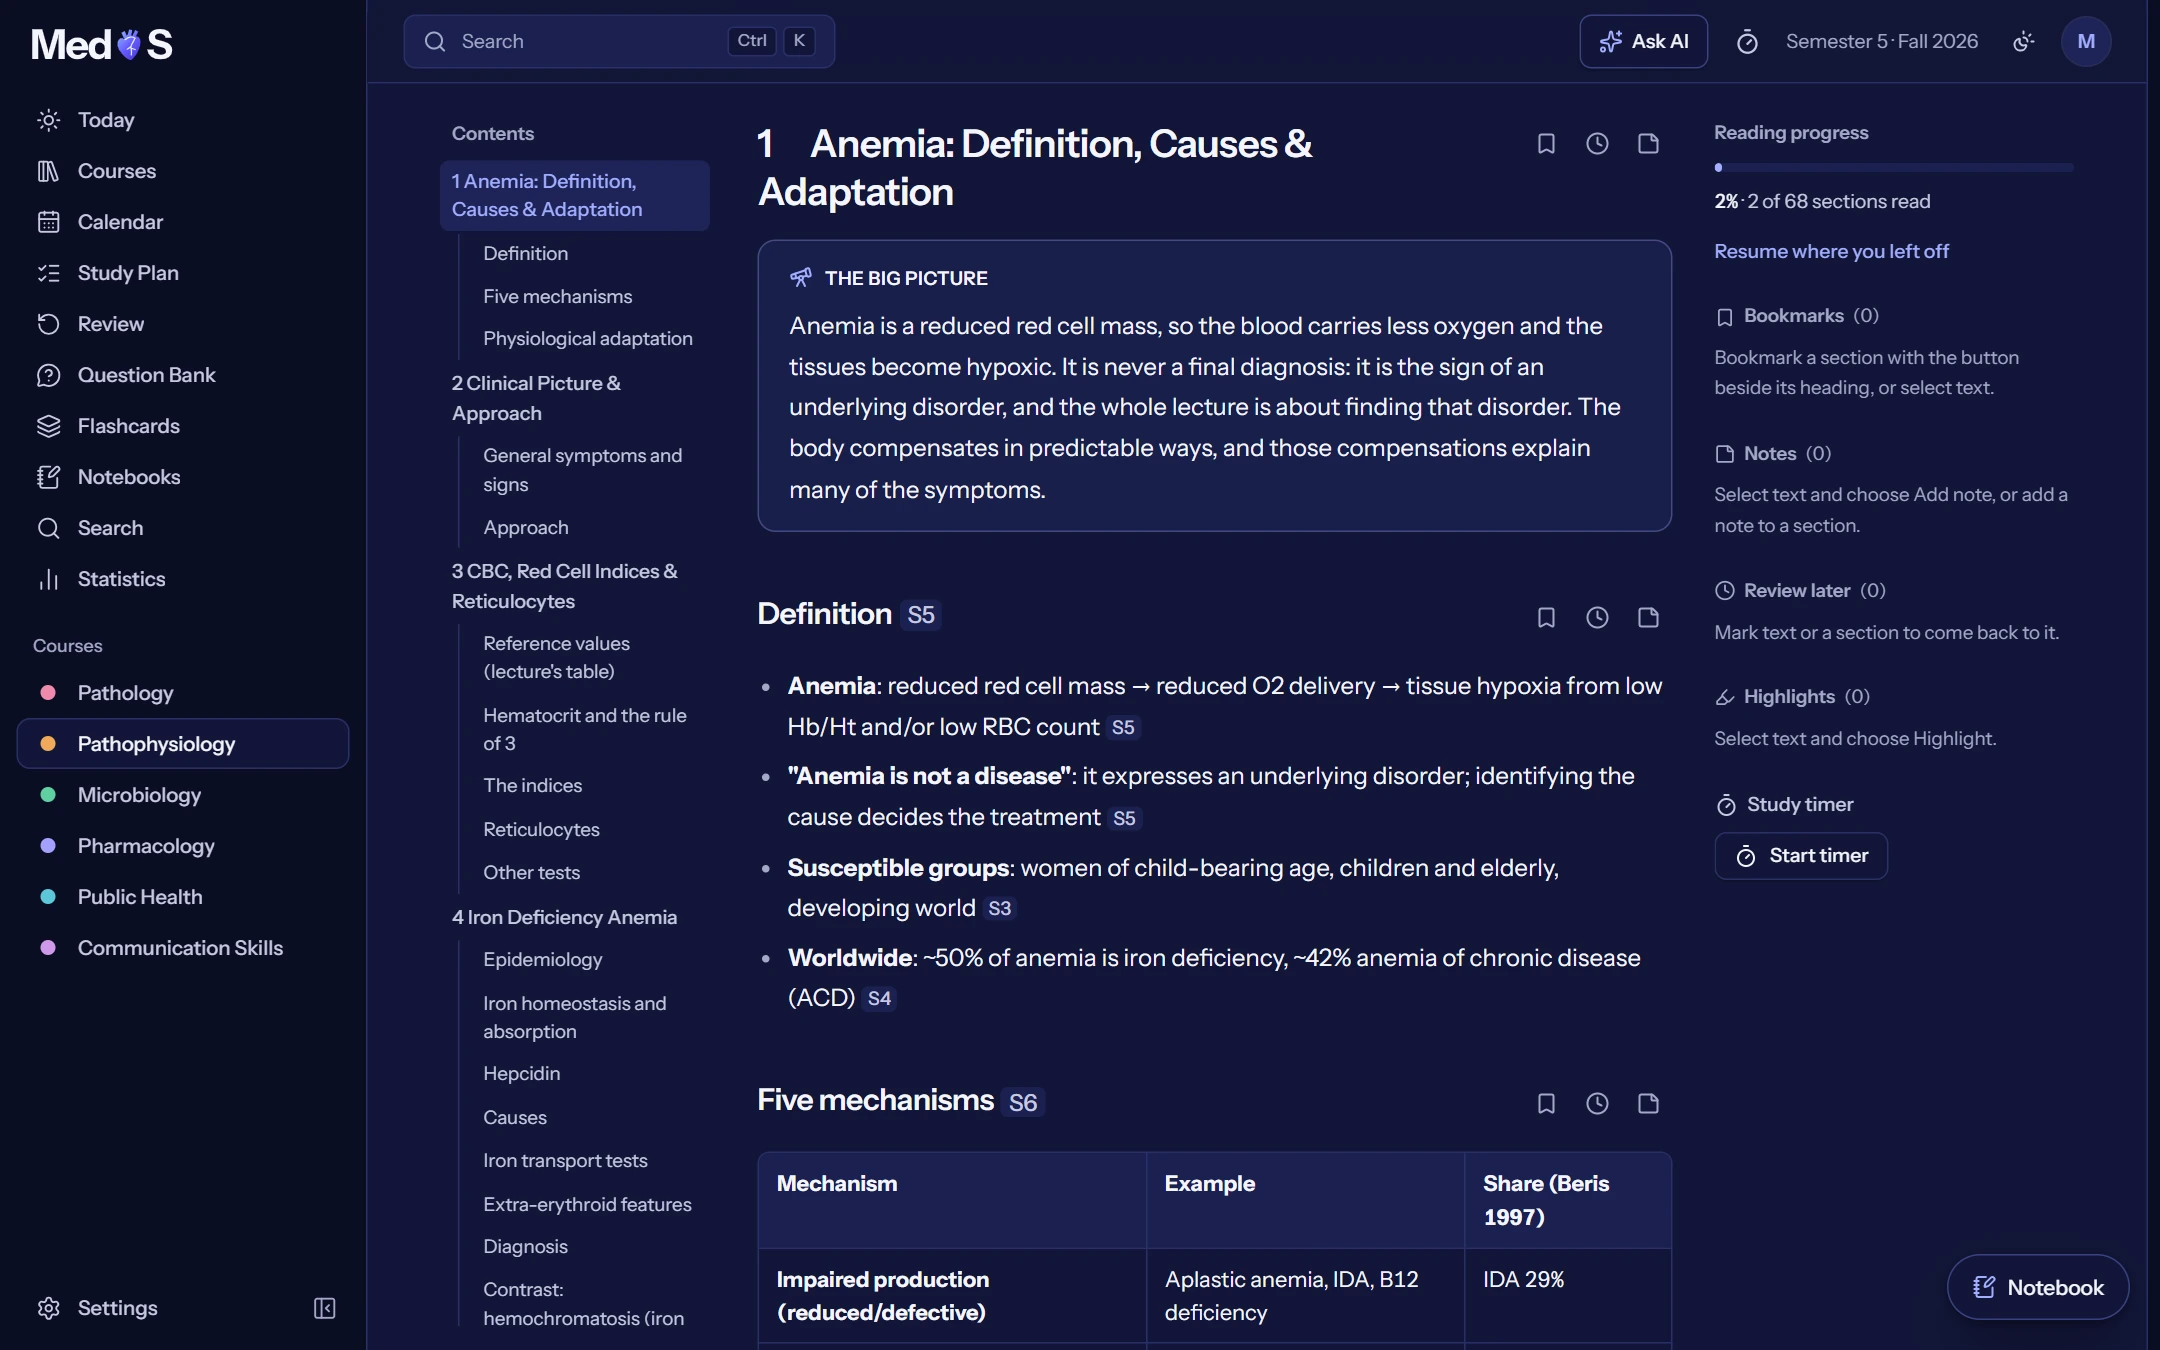 Med S
Today
Courses
Calendar
Study Plan
Review
Question Bank
Flashcards
Notebooks
Search
Statistics
Courses
Pathology
Pathophysiology
Microbiology
Pharmacology
Public Health
Communication Skills
Settings
Search
Ctrl K
Ask AI
Semester 5 · Fall 2026
M
Contents
1 Anemia: Definition,
Causes & Adaptation
Definition
Five mechanisms
Physiological adaptation
2 Clinical Picture &
Approach
General symptoms and
signs
Approach
3 CBC, Red Cell Indices &
Reticulocytes
Reference values
(lecture's table)
Hematocrit and the rule
of 3
The indices
Reticulocytes
Other tests
4 Iron Deficiency Anemia
Epidemiology
Iron homeostasis and
absorption
Hepcidin
Causes
Iron transport tests
Extra-erythroid features
Diagnosis
Contrast:
hemochromatosis (iron
1 Anemia: Definition, Causes &
Adaptation
THE BIG PICTURE
Anemia is a reduced red cell mass, so the blood carries less oxygen and the
tissues become hypoxic. It is never a final diagnosis: it is the sign of an
underlying disorder, and the whole lecture is about finding that disorder. The
body compensates in predictable ways, and those compensations explain
many of the symptoms.
Definition S5
Anemia: reduced red cell mass → reduced O2 delivery → tissue hypoxia from low
Hb/Ht and/or low RBC count S5
"Anemia is not a disease": it expresses an underlying disorder; identifying the
cause decides the treatment S5
Susceptible groups: women of child-bearing age, children and elderly,
developing world S3
Worldwide: ~50% of anemia is iron deficiency, ~42% anemia of chronic disease
(ACD) S4
Five mechanisms S6
Mechanism
Example
Share (Beris
1997)
Impaired production
(reduced/defective)
Aplastic anemia, IDA, B12
deficiency
IDA 29%
Reading progress
2% · 2 of 68 sections read
Resume where you left off
Bookmarks (0)
Bookmark a section with the button
beside its heading, or select text.
Notes (0)
Select text and choose Add note, or add a
note to a section.
Review later (0)
Mark text or a section to come back to it.
Highlights (0)
Select text and choose Highlight.
Study timer
Start timer
Notebook